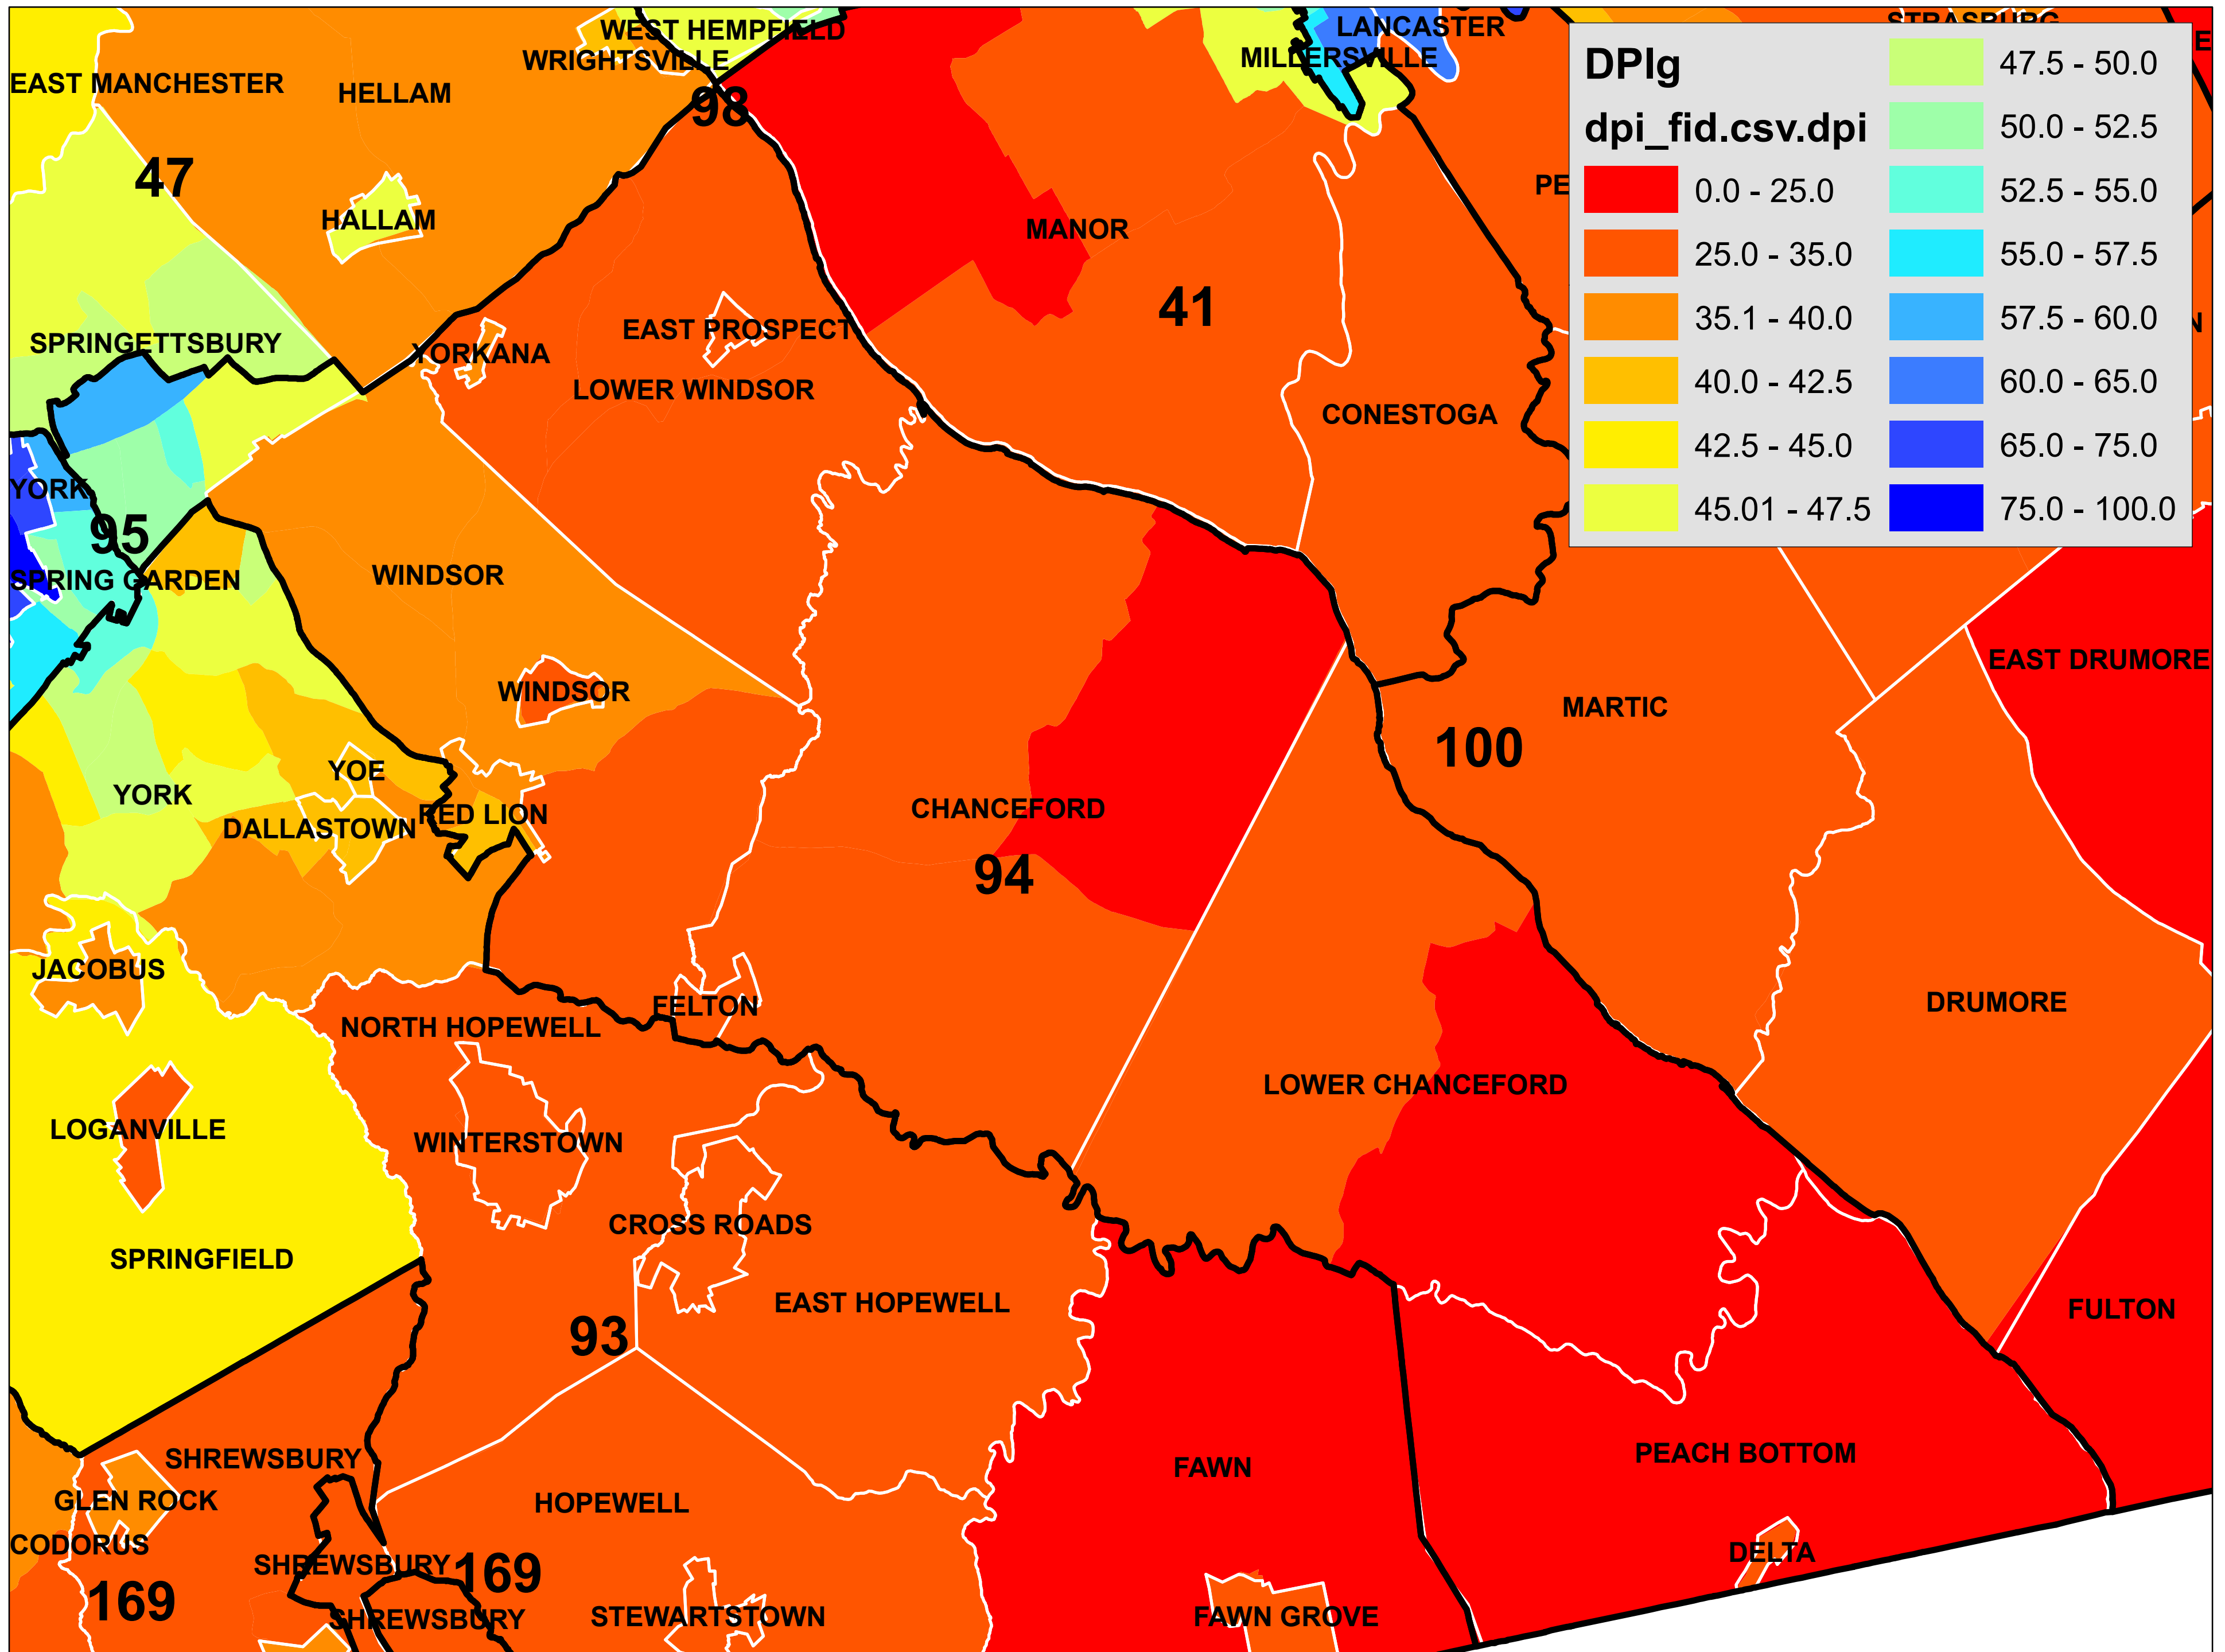 WEST HEMPFIELD
LANCASTER
STRASBURG
WRIGHTSVILLE
MILLERSVILLE
EAST MANCHESTER
HELLAM
98
47
HALLAM
MANOR
PE
41
SPRINGETTSBURY
EAST PROSPECT
YORKANA
LOWER WINDSOR
CONESTOGA
YORK
95
SPRING GARDEN
WINDSOR
WINDSOR
EAST DRUMORE
MARTIC
100
YOE
YORK
CHANCEFORD
RED LION
DALLASTOWN
94
JACOBUS
FELTON
NORTH HOPEWELL
DRUMORE
LOWER CHANCEFORD
LOGANVILLE
WINTERSTOWN
CROSS ROADS
SPRINGFIELD
EAST HOPEWELL
FULTON
93
SHREWSBURY
FAWN
PEACH BOTTOM
GLEN ROCK
HOPEWELL
CODORUS
DELTA
SHREWSBURY
169
169
SHREWSBURY
STEWARTSTOWN
FAWN GROVE
DPIg
dpi_fid.csv.dpi
0.0 - 25.0
25.0 - 35.0
35.1 - 40.0
40.0 - 42.5
42.5 - 45.0
45.01 - 47.5
47.5 - 50.0
50.0 - 52.5
52.5 - 55.0
55.0 - 57.5
57.5 - 60.0
60.0 - 65.0
65.0 - 75.0
75.0 - 100.0
E
N